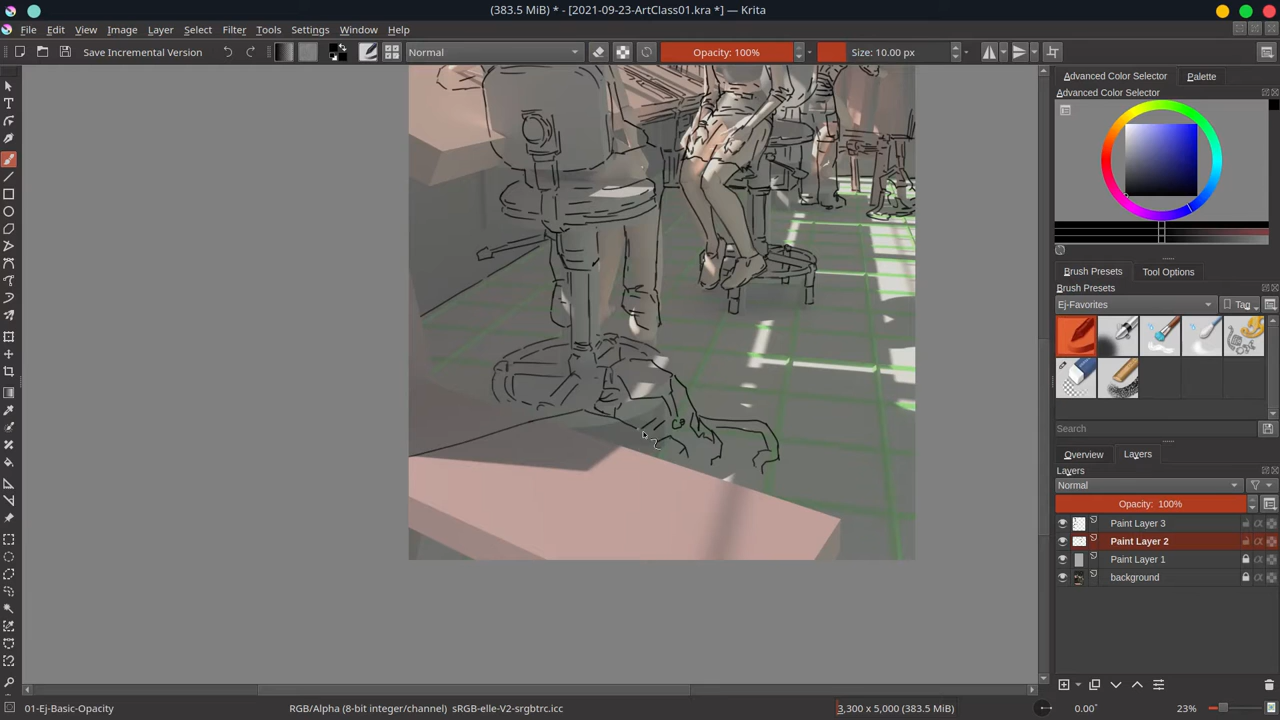 (383.5 MiB) * - [2021-09-23-ArtClass01.kra *] — Krita
File Edit View Image Layer Select Filter Tools Settings Window Help
Save Incremental Version Normal Opacity: 100% Size: 10.00 px
Advanced Color Selector Palette
Advanced Color Selector
Brush Presets Tool Options
Brush Presets
Ej-Favorites Tag
Search
Overview Layers
Layers
Normal
Opacity: 100%
Paint Layer 3
Paint Layer 2
Paint Layer 1
background
01-Ej-Basic-Opacity RGB/Alpha (8-bit integer/channel) sRGB-elle-V2-srgbtrc.icc 3,300 x 5,000 (383.5 MiB) 0.00° 23%